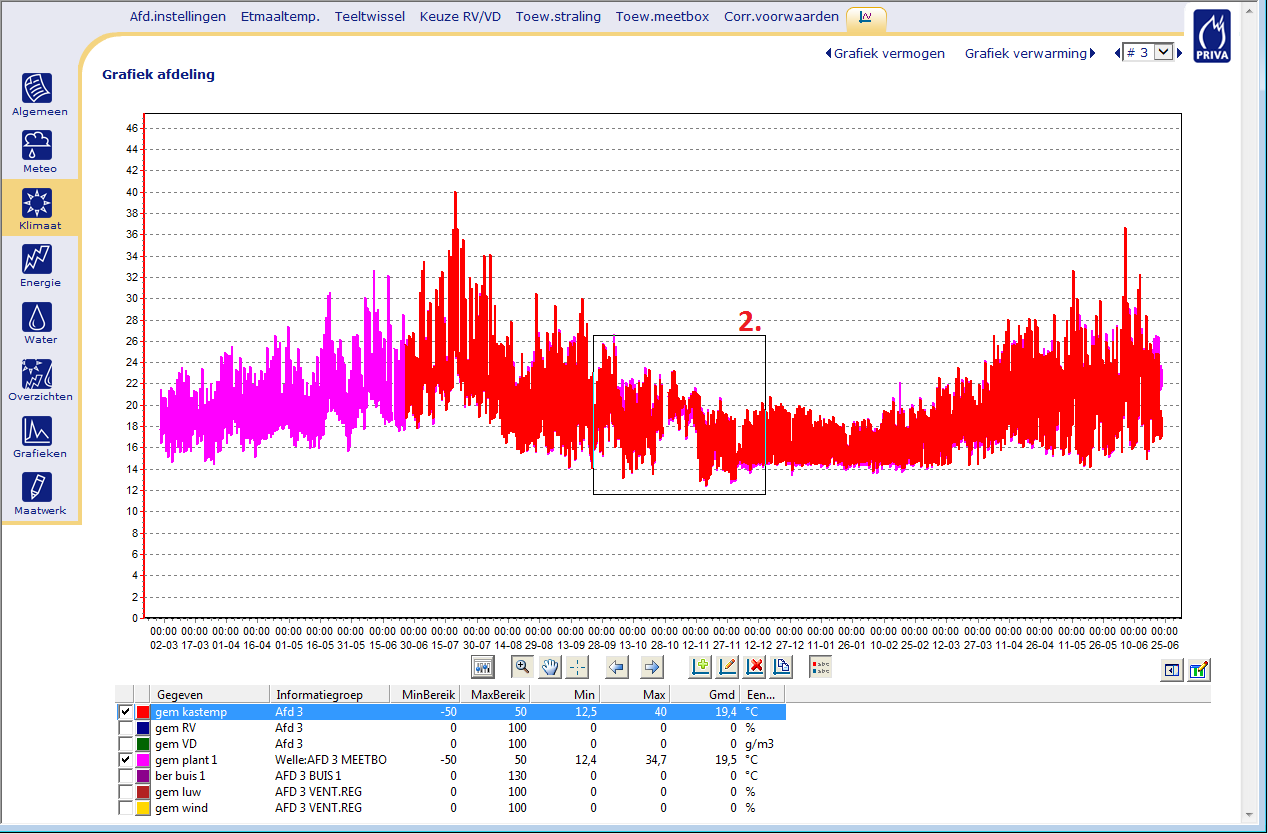 Afd.instellingen Etmaaltemp. Teeltwissel Keuze RV/VD Toew.straling Toew.meetbox Corr.voorwaarden
Grafiek vermogen Grafiek verwarming # 3
PRIVA
Grafiek afdeling
Algemeen
Meteo
Klimaat
Energie
Water
Overzichten
Grafieken
Maatwerk
46
44
42
40
38
36
34
32
30
28
26
24
22
20
18
16
14
12
10
8
6
4
2
0
2.
00:00 00:00 00:00 00:00 00:00 00:00 00:00 00:00 00:00 00:00 00:00 00:00 00:00 00:00 00:00 00:00 00:00 00:00 00:00 00:00 00:00 00:00 00:00 00:00 00:00 00:00 00:00 00:00 00:00 00:00 00:00 00:00 00:00
02-03 17-03 01-04 16-04 01-05 16-05 31-05 15-06 30-06 15-07 30-07 14-08 29-08 13-09 28-09 13-10 28-10 12-11 27-11 12-12 27-12 11-01 26-01 10-02 25-02 12-03 27-03 11-04 26-04 11-05 26-05 10-06 25-06
abc
abc
Gegeven Informatiegroep MinBereik MaxBereik Min Max Gmd Een...
gem kastemp Afd 3 -50 50 12,5 40 19,4 °C
gem RV Afd 3 0 100 0 0 0 %
gem VD Afd 3 0 100 0 0 0 g/m3
gem plant 1 Welle:AFD 3 MEETBO -50 50 12,4 34,7 19,5 °C
ber buis 1 AFD 3 BUIS 1 0 130 0 0 0 °C
gem luw AFD 3 VENT.REG 0 100 0 0 0 %
gem wind AFD 3 VENT.REG 0 100 0 0 0 %